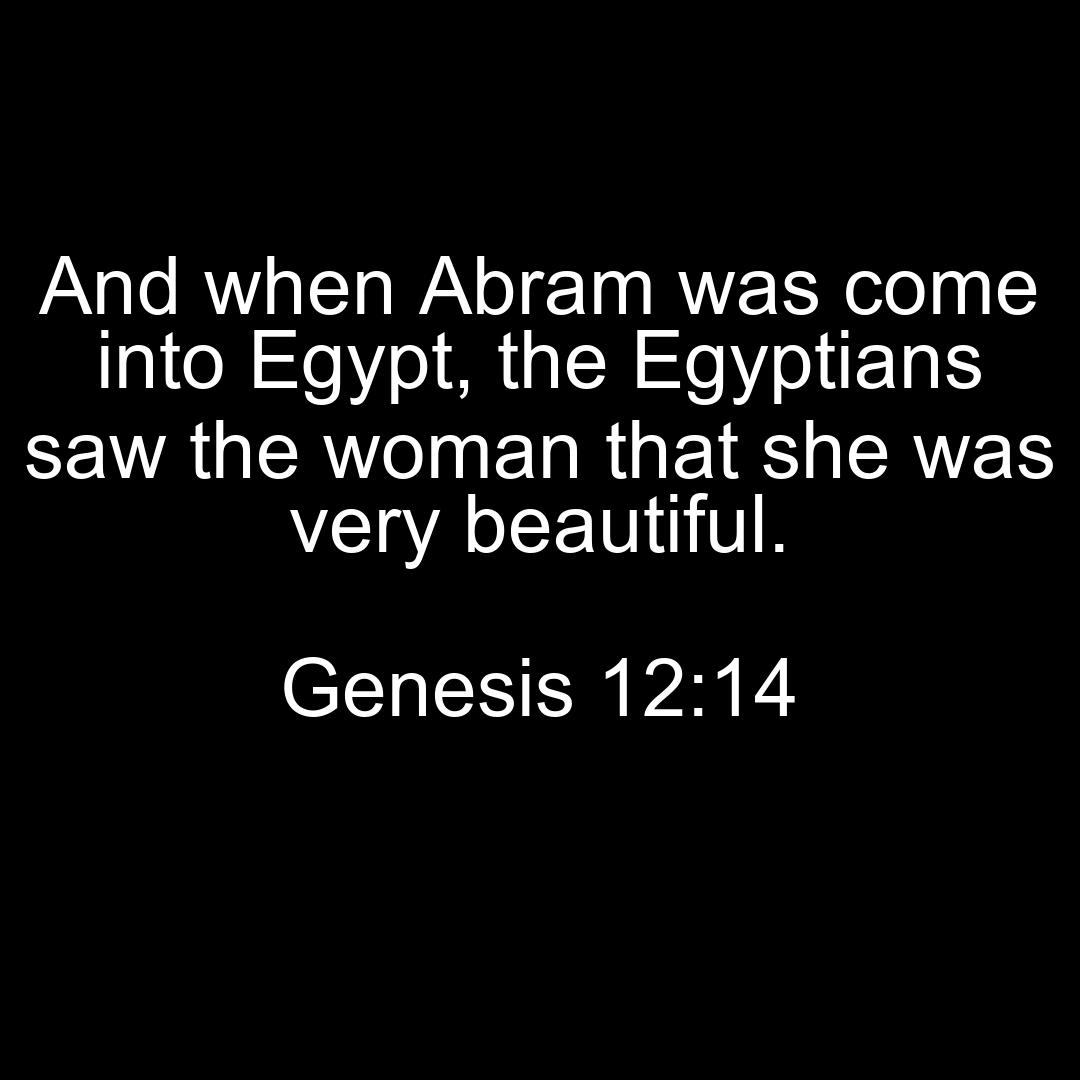 And when Abram was come
into Egypt, the Egyptians
saw the woman that she was
very beautiful.
Genesis 12:14